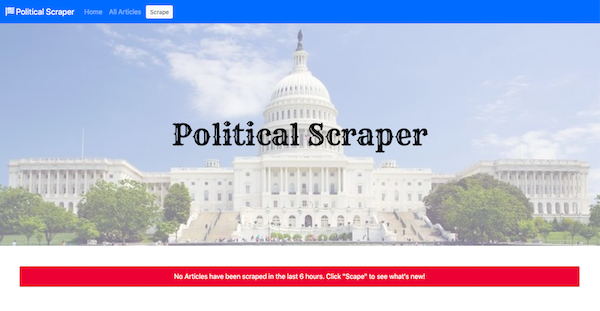 Political Scraper
Home
All Articles
Scrape
Political Scraper
No Articles have been scraped in the last 6 hours. Click "Scape" to see what's new!